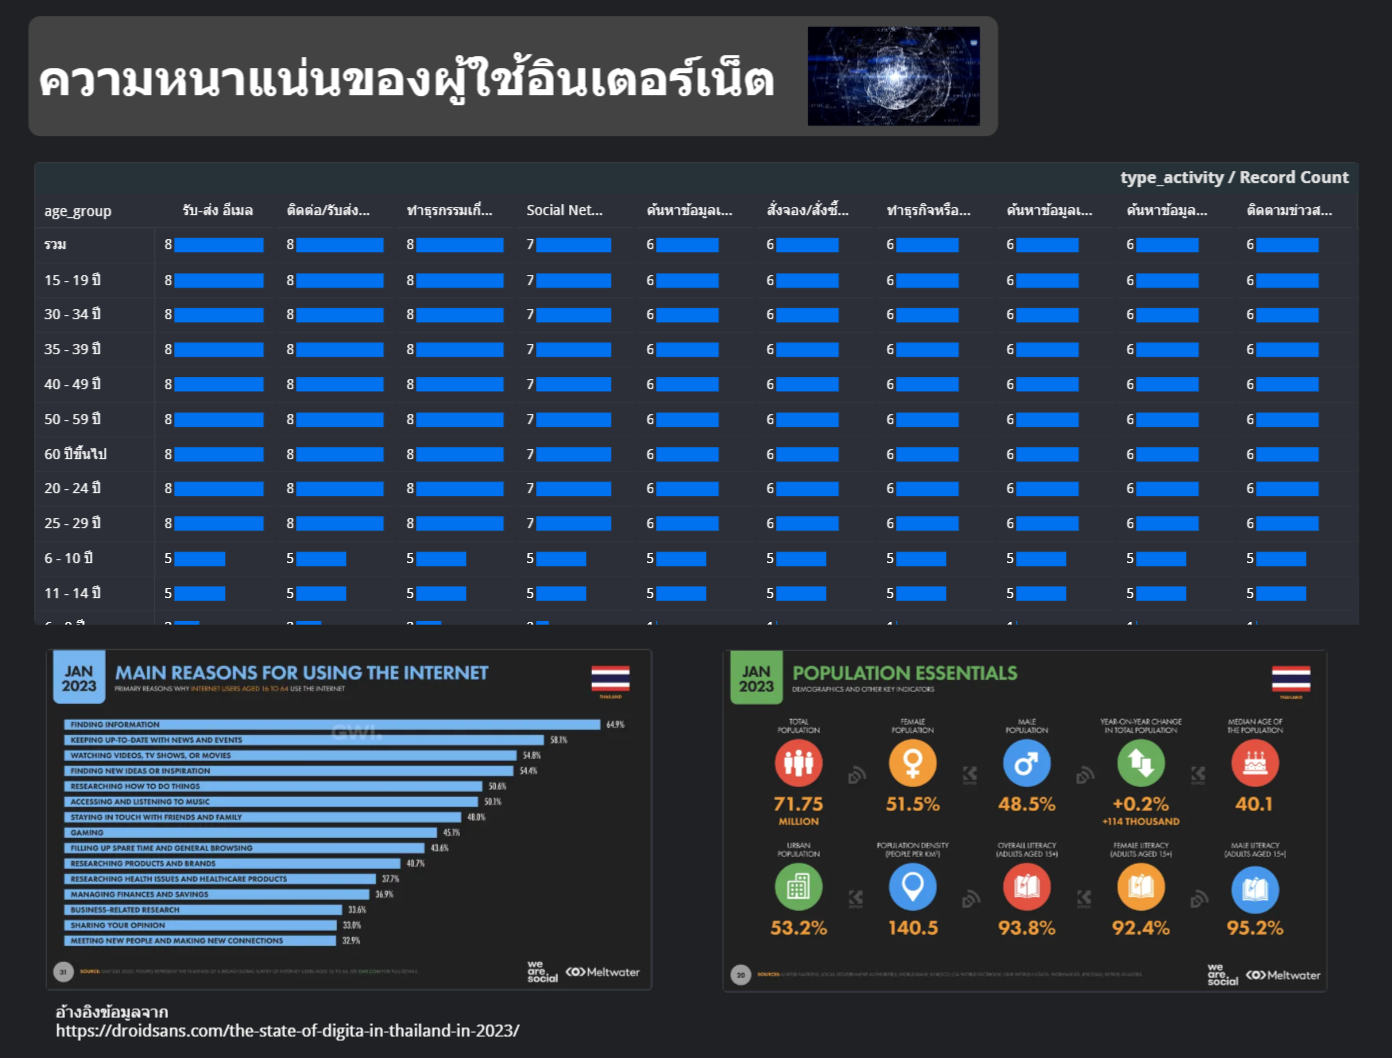 ความหนาแน่นของผู้ใช้อินเตอร์เน็ต
type_activity / Record Count
age_group รับ-ส่ง อีเมล ติดต่อ/รับส่ง... ทำธุรกรรมเกี่... Social Net... ค้นหาข้อมูลเ... สั่งจอง/สั่งซื้... ทำธุรกิจหรือ... ค้นหาข้อมูลเ... ค้นหาข้อมูล... ติดตามข่าวส...
รวม 8 8 8 7 6 6 6 6 6 6
15 - 19 ปี 8 8 8 7 6 6 6 6 6 6
30 - 34 ปี 8 8 8 7 6 6 6 6 6 6
35 - 39 ปี 8 8 8 7 6 6 6 6 6 6
40 - 49 ปี 8 8 8 7 6 6 6 6 6 6
50 - 59 ปี 8 8 8 7 6 6 6 6 6 6
60 ปีขึ้นไป 8 8 8 7 6 6 6 6 6 6
20 - 24 ปี 8 8 8 7 6 6 6 6 6 6
25 - 29 ปี 8 8 8 7 6 6 6 6 6 6
6 - 10 ปี 5 5 5 5 5 5 5 5 5 5
11 - 14 ปี 5 5 5 5 5 5 5 5 5 5
JAN 2023
MAIN REASONS FOR USING THE INTERNET
PRIMARY REASONS WHY INTERNET USERS AGED 16 TO 64 USE THE INTERNET
THAILAND
GWI.
FINDING INFORMATION 64.9%
KEEPING UP-TO-DATE WITH NEWS AND EVENTS 58.1%
WATCHING VIDEOS, TV SHOWS, OR MOVIES 54.8%
FINDING NEW IDEAS OR INSPIRATION 54.4%
RESEARCHING HOW TO DO THINGS 50.6%
ACCESSING AND LISTENING TO MUSIC 50.1%
STAYING IN TOUCH WITH FRIENDS AND FAMILY 48.0%
GAMING 45.1%
FILLING UP SPARE TIME AND GENERAL BROWSING 43.6%
RESEARCHING PRODUCTS AND BRANDS 40.7%
RESEARCHING HEALTH ISSUES AND HEALTHCARE PRODUCTS 37.7%
MANAGING FINANCES AND SAVINGS 36.9%
BUSINESS-RELATED RESEARCH 33.6%
SHARING YOUR OPINION 33.0%
MEETING NEW PEOPLE AND MAKING NEW CONNECTIONS 32.9%
31
SOURCE:
we are social
Meltwater
JAN 2023
POPULATION ESSENTIALS
DEMOGRAPHICS AND OTHER KEY INDICATORS
THAILAND
TOTAL POPULATION
FEMALE POPULATION
MALE POPULATION
YEAR-ON-YEAR CHANGE IN TOTAL POPULATION
MEDIAN AGE OF THE POPULATION
71.75 MILLION
51.5%
48.5%
+0.2%
+114 THOUSAND
40.1
URBAN POPULATION
POPULATION DENSITY (PEOPLE PER KM²)
OVERALL LITERACY (ADULTS AGED 15+)
FEMALE LITERACY (ADULTS AGED 15+)
MALE LITERACY (ADULTS AGED 15+)
53.2%
140.5
93.8%
92.4%
95.2%
20
SOURCES:
we are social
Meltwater
อ้างอิงข้อมูลจาก
https://droidsans.com/the-state-of-digita-in-thailand-in-2023/